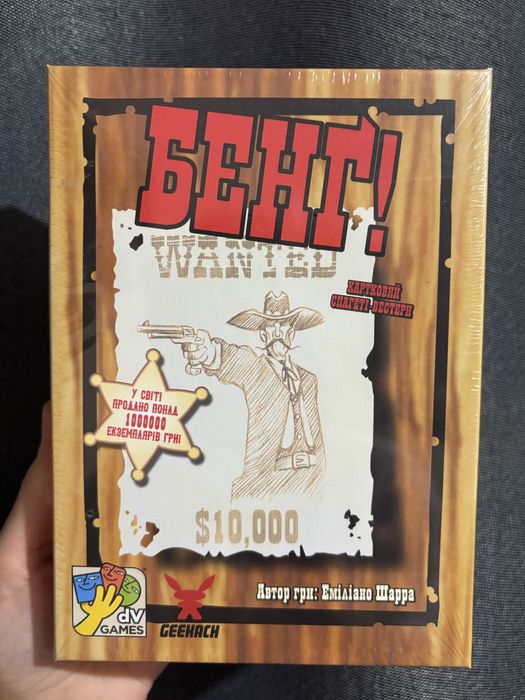 БЕНГ!
WANTED
КАРТКОВИЙ
СПАГЕТІ-ВЕСТЕРН
У СВІТІ
ПРОДАНО ПОНАД
1000000
ЕКЗЕМПЛЯРІВ ГРИ!
$10,000
Автор гри: Еміліано Шарра
dV
GAMES
GEEKACH